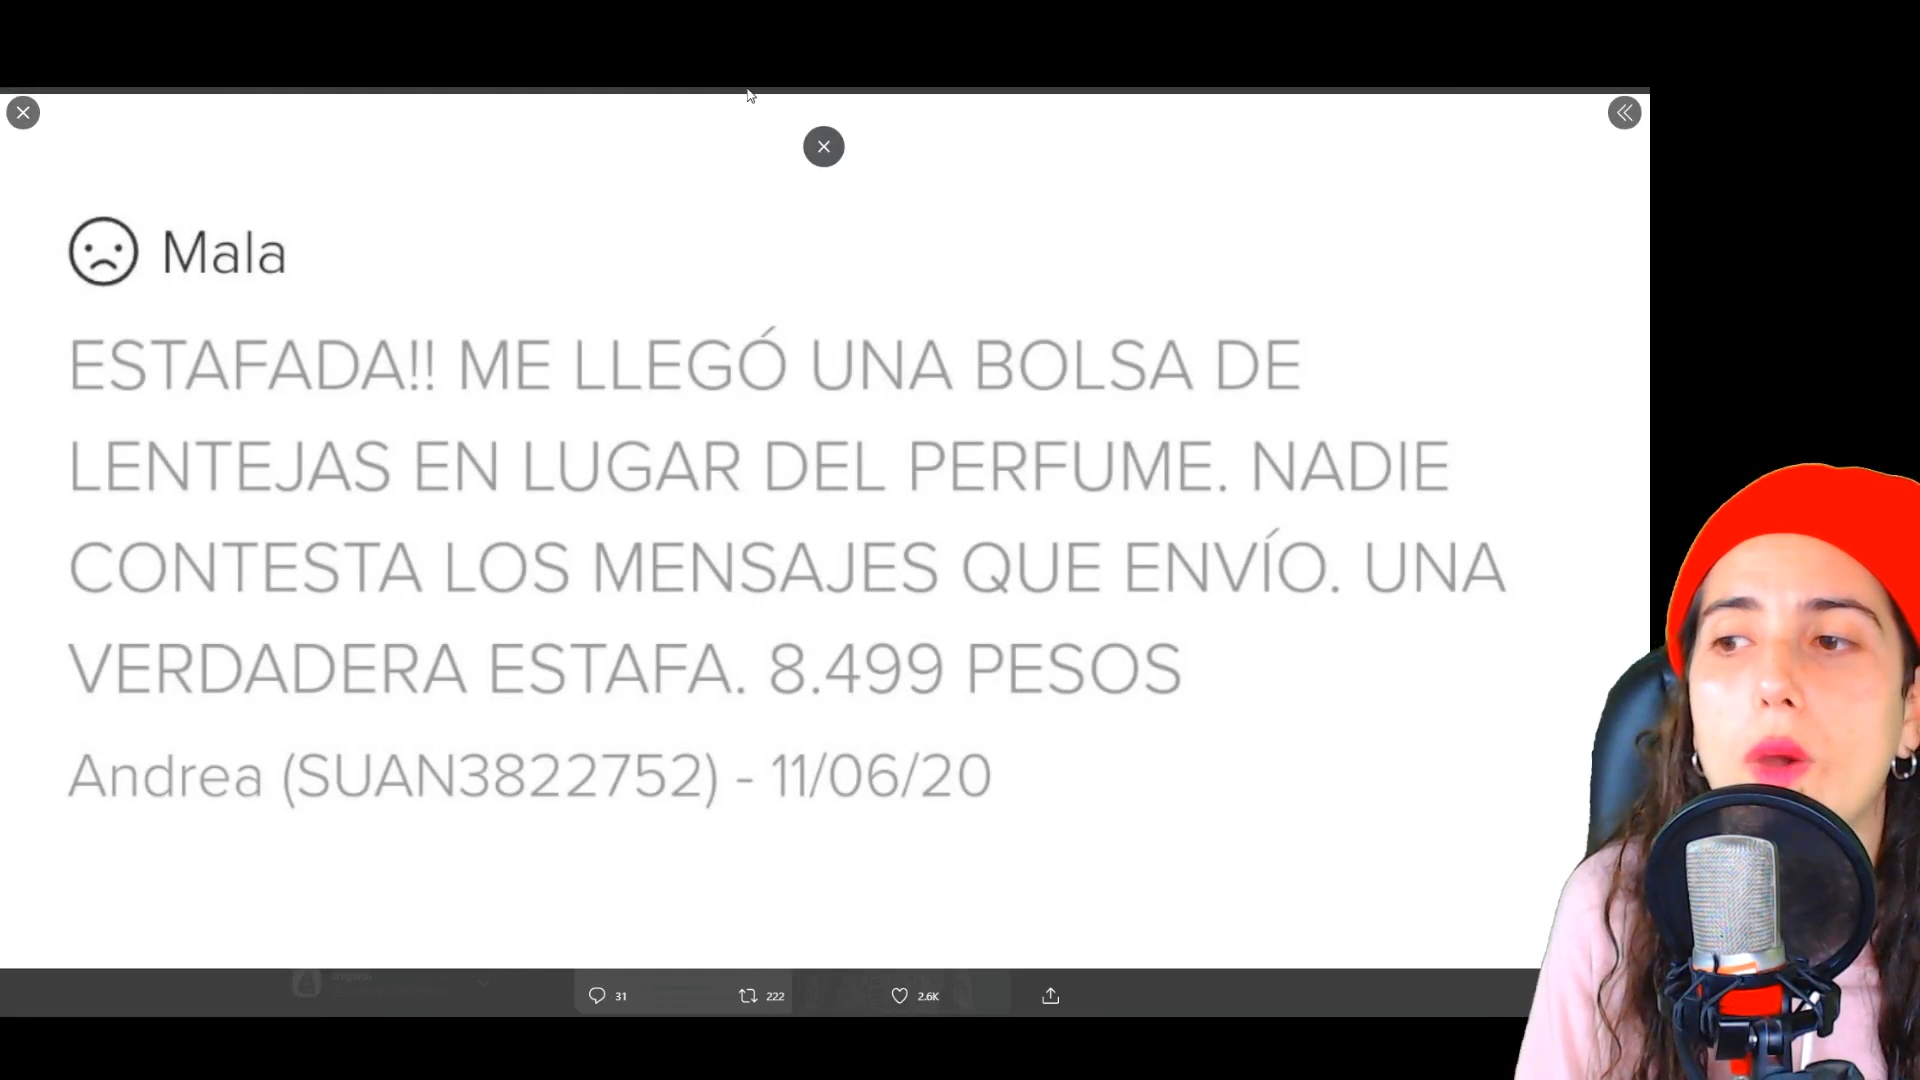 Mala
ESTAFADA!! ME LLEGÓ UNA BOLSA DE
LENTEJAS EN LUGAR DEL PERFUME. NADIE
CONTESTA LOS MENSAJES QUE ENVÍO. UNA
VERDADERA ESTAFA. 8.499 PESOS
Andrea (SUAN3822752) - 11/06/20
31 222 2.6K